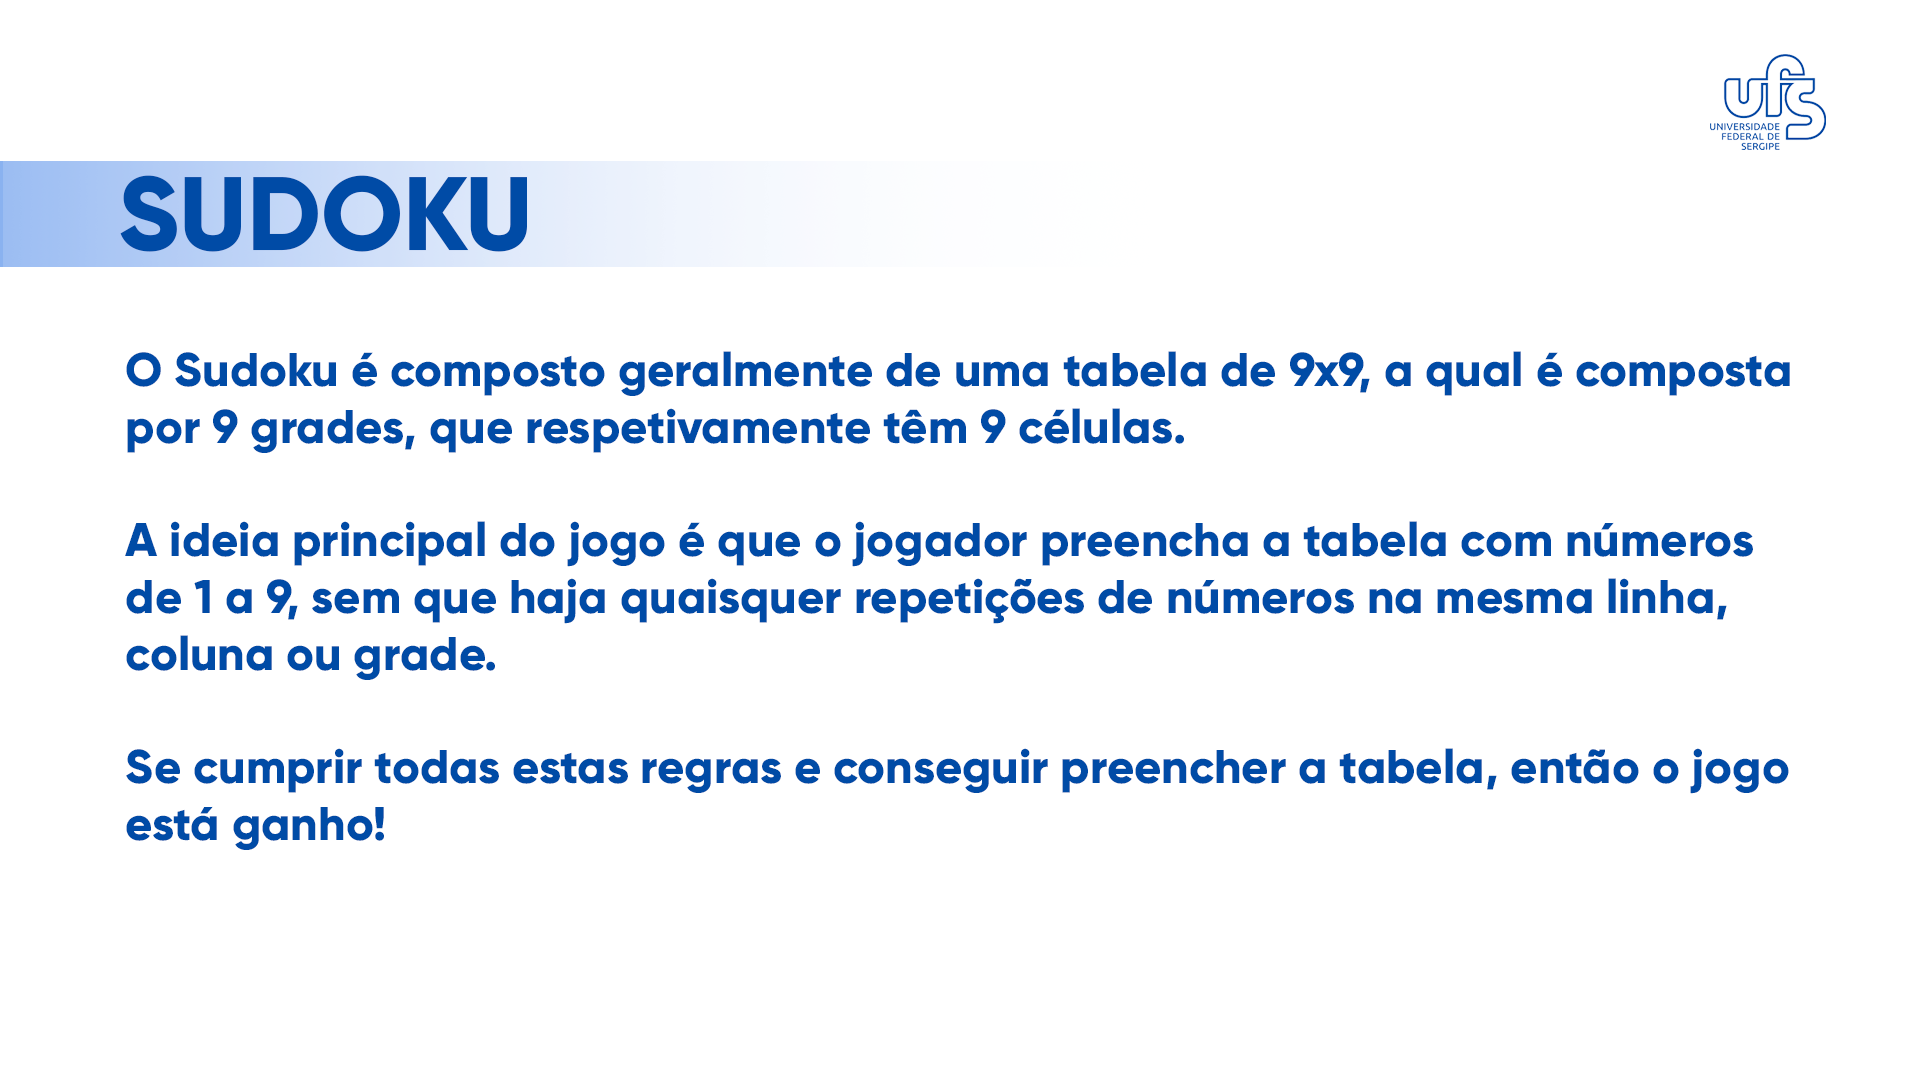 ufs
UNIVERSIDADE
FEDERAL DE
SERGIPE
SUDOKU
O Sudoku é composto geralmente de uma tabela de 9x9, a qual é composta
por 9 grades, que respetivamente têm 9 células.
A ideia principal do jogo é que o jogador preencha a tabela com números
de 1 a 9, sem que haja quaisquer repetições de números na mesma linha,
coluna ou grade.
Se cumprir todas estas regras e conseguir preencher a tabela, então o jogo
está ganho!